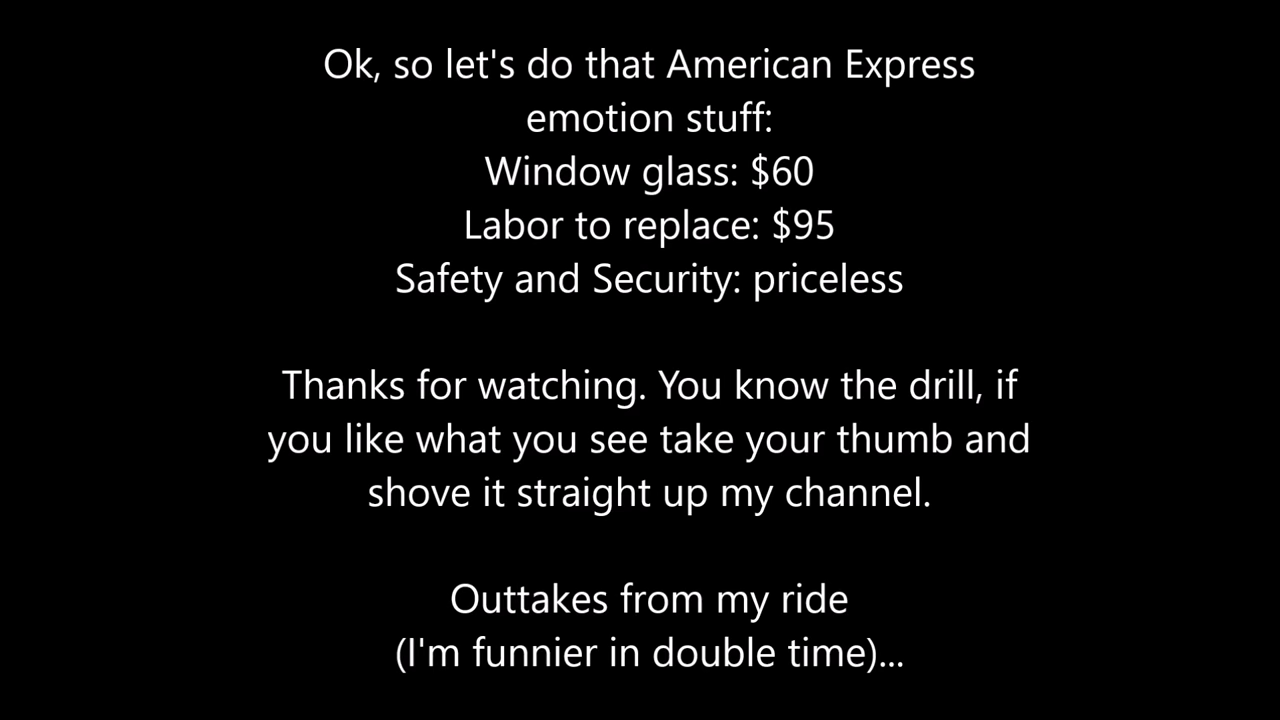 Ok, so let's do that American Express
emotion stuff:
Window glass: $60
Labor to replace: $95
Safety and Security: priceless
Thanks for watching. You know the drill, if
you like what you see take your thumb and
shove it straight up my channel.
Outtakes from my ride
(I'm funnier in double time)...